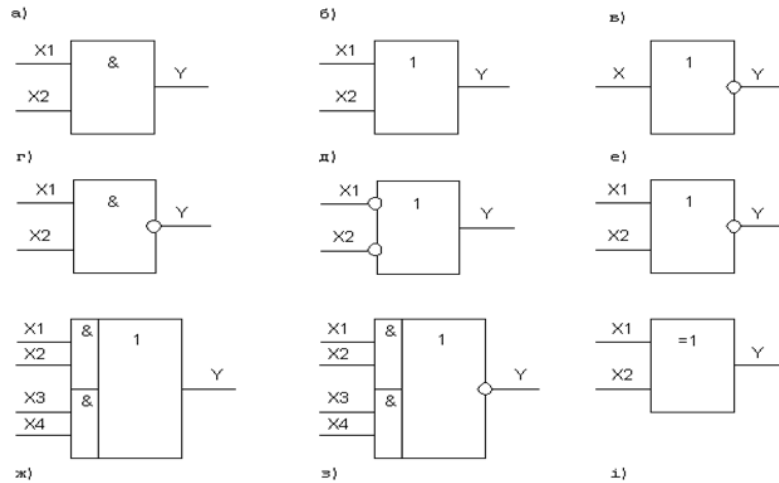 а) б) в)
X1 & Y X1 1 Y 1 Y
X2 X2 X
г) д) е)
X1 & Y X1 1 Y X1 1 Y
X2 X2 X2
X1 & 1 X1 & 1 X1 =1
X2 X2 Y
X3 & Y X3 & Y X2
X4 X4
ж) з) і)